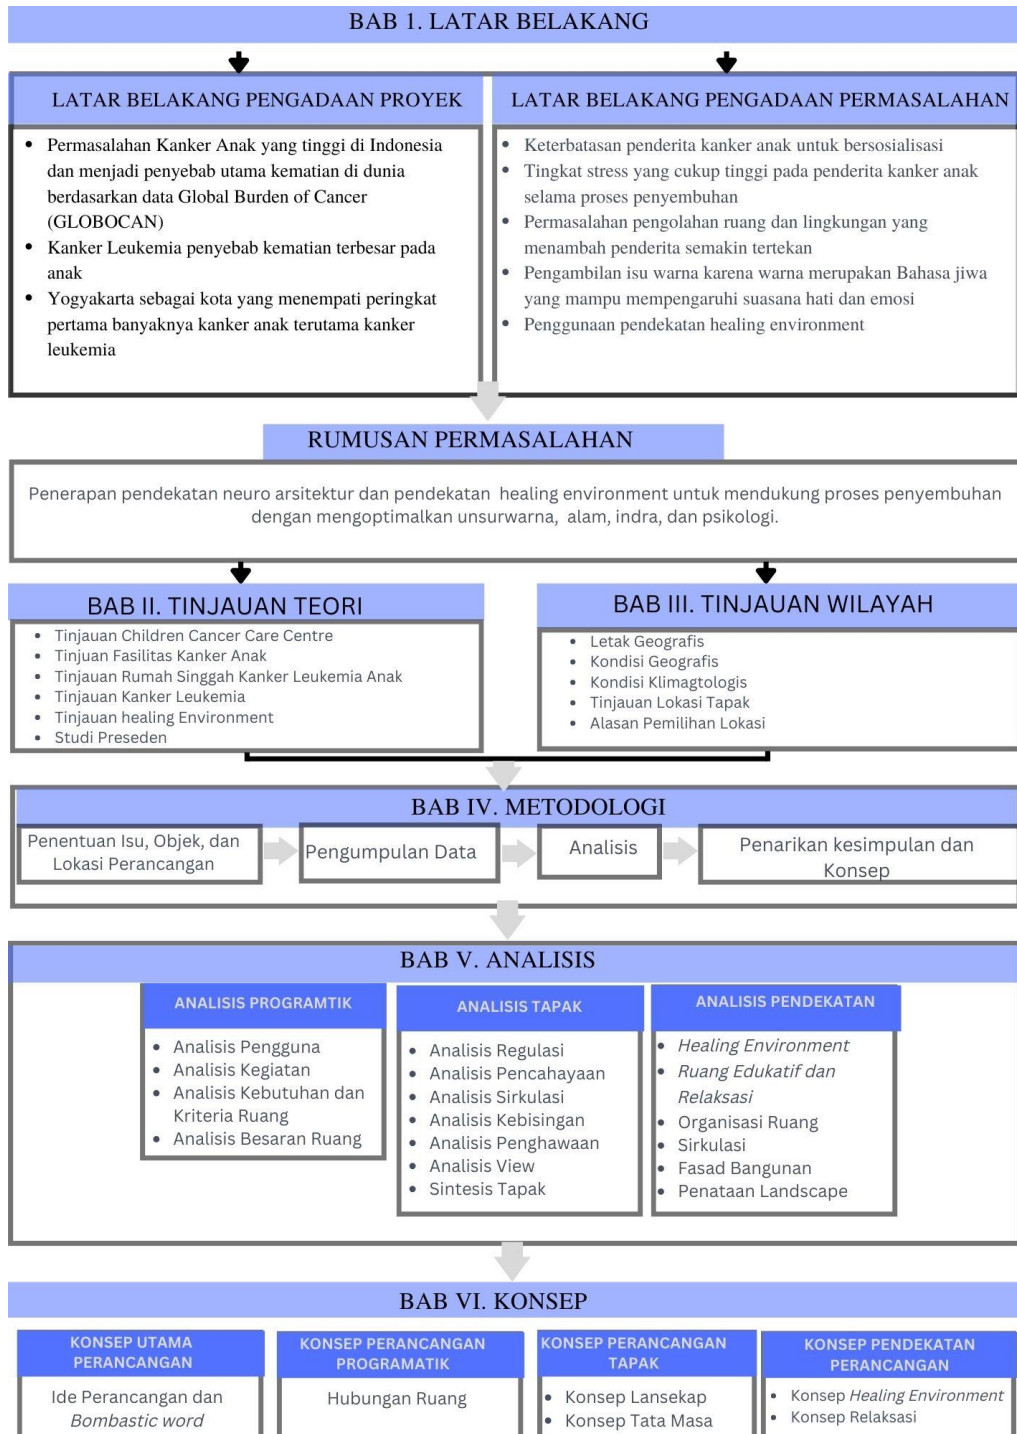 BAB 1. LATAR BELAKANG
LATAR BELAKANG PENGADAAN PROYEK
• Permasalahan Kanker Anak yang tinggi di Indonesia
dan menjadi penyebab utama kematian di dunia
berdasarkan data Global Burden of Cancer
(GLOBOCAN)
• Kanker Leukemia penyebab kematian terbesar pada
anak
• Yogyakarta sebagai kota yang menempati peringkat
pertama banyaknya kanker anak terutama kanker
leukemia
LATAR BELAKANG PENGADAAN PERMASALAHAN
• Keterbatasan penderita kanker anak untuk bersosialisasi
• Tingkat stress yang cukup tinggi pada penderita kanker anak
selama proses penyembuhan
• Permasalahan pengolahan ruang dan lingkungan yang
menambah penderita semakin tertekan
• Pengambilan isu warna karena warna merupakan Bahasa jiwa
yang mampu mempengaruhi suasana hati dan emosi
• Penggunaan pendekatan healing environment
RUMUSAN PERMASALAHAN
Penerapan pendekatan neuro arsitektur dan pendekatan healing environment untuk mendukung proses penyembuhan
dengan mengoptimalkan unsurwarna, alam, indra, dan psikologi.
BAB II. TINJAUAN TEORI
• Tinjauan Children Cancer Care Centre
• Tinjuan Fasilitas Kanker Anak
• Tinjauan Rumah Singgah Kanker Leukemia Anak
• Tinjauan Kanker Leukemia
• Tinjauan healing Environment
• Studi Preseden
BAB III. TINJAUAN WILAYAH
• Letak Geografis
• Kondisi Geografis
• Kondisi Klimagtologis
• Tinjauan Lokasi Tapak
• Alasan Pemilihan Lokasi
BAB IV. METODOLOGI
Penentuan Isu, Objek, dan
Lokasi Perancangan
Pengumpulan Data
Analisis
Penarikan kesimpulan dan
Konsep
BAB V. ANALISIS
ANALISIS PROGRAMTIK
• Analisis Pengguna
• Analisis Kegiatan
• Analisis Kebutuhan dan
Kriteria Ruang
• Analisis Besaran Ruang
ANALISIS TAPAK
• Analisis Regulasi
• Analisis Pencahayaan
• Analisis Sirkulasi
• Analisis Kebisingan
• Analisis Penghawaan
• Analisis View
• Sintesis Tapak
ANALISIS PENDEKATAN
• Healing Environment
• Ruang Edukatif dan
Relaksasi
• Organisasi Ruang
• Sirkulasi
• Fasad Bangunan
• Penataan Landscape
BAB VI. KONSEP
KONSEP UTAMA
PERANCANGAN
Ide Perancangan dan
Bombastic word
KONSEP PERANCANGAN
PROGRAMATIK
Hubungan Ruang
KONSEP PERANCANGAN
TAPAK
• Konsep Lansekap
• Konsep Tata Masa
KONSEP PENDEKATAN
PERANCANGAN
• Konsep Healing Environment
• Konsep Relaksasi